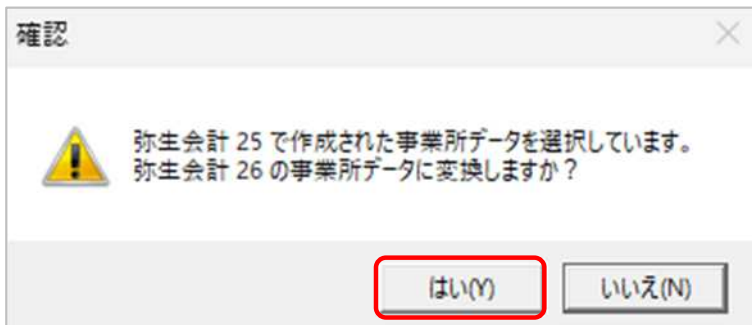 確認
弥生会計 25 で作成された事業所データを選択しています。
弥生会計 26 の事業所データに変換しますか？
はい(Y)
いいえ(N)